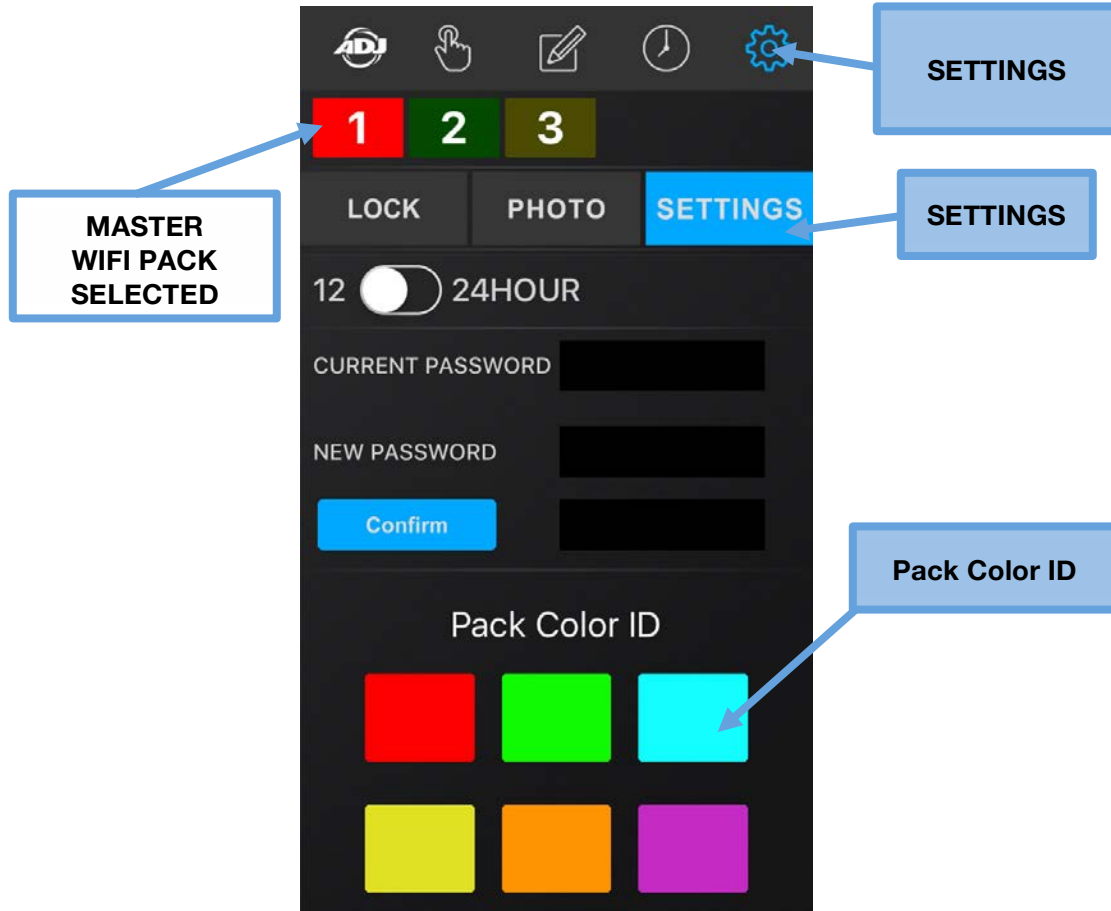 ADJ
SETTINGS
1 2 3
LOCK PHOTO SETTINGS
SETTINGS
MASTER
WIFI PACK
SELECTED
12 24HOUR
CURRENT PASSWORD
NEW PASSWORD
Confirm
Pack Color ID
Pack Color ID